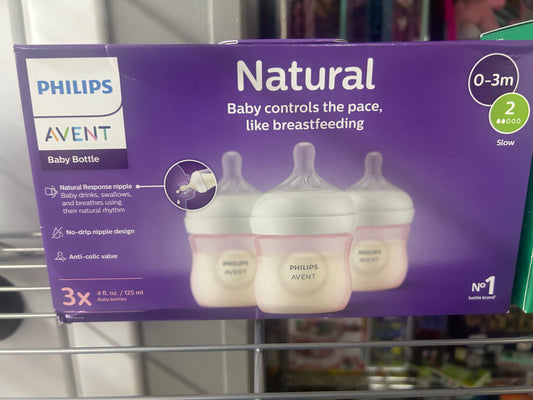 PHILIPS
AVENT
Baby Bottle
Natural
Baby controls the pace,
like breastfeeding
0-3m
2
Slow
Natural Response nipple
Baby drinks, swallows,
and breathes using
their natural rhythm
No-drip nipple design
Anti-colic valve
3x
4 fl. oz. / 125 ml
Baby bottles
PHILIPS
AVENT
PHILIPS
AVENT
Nº1
bottle brand